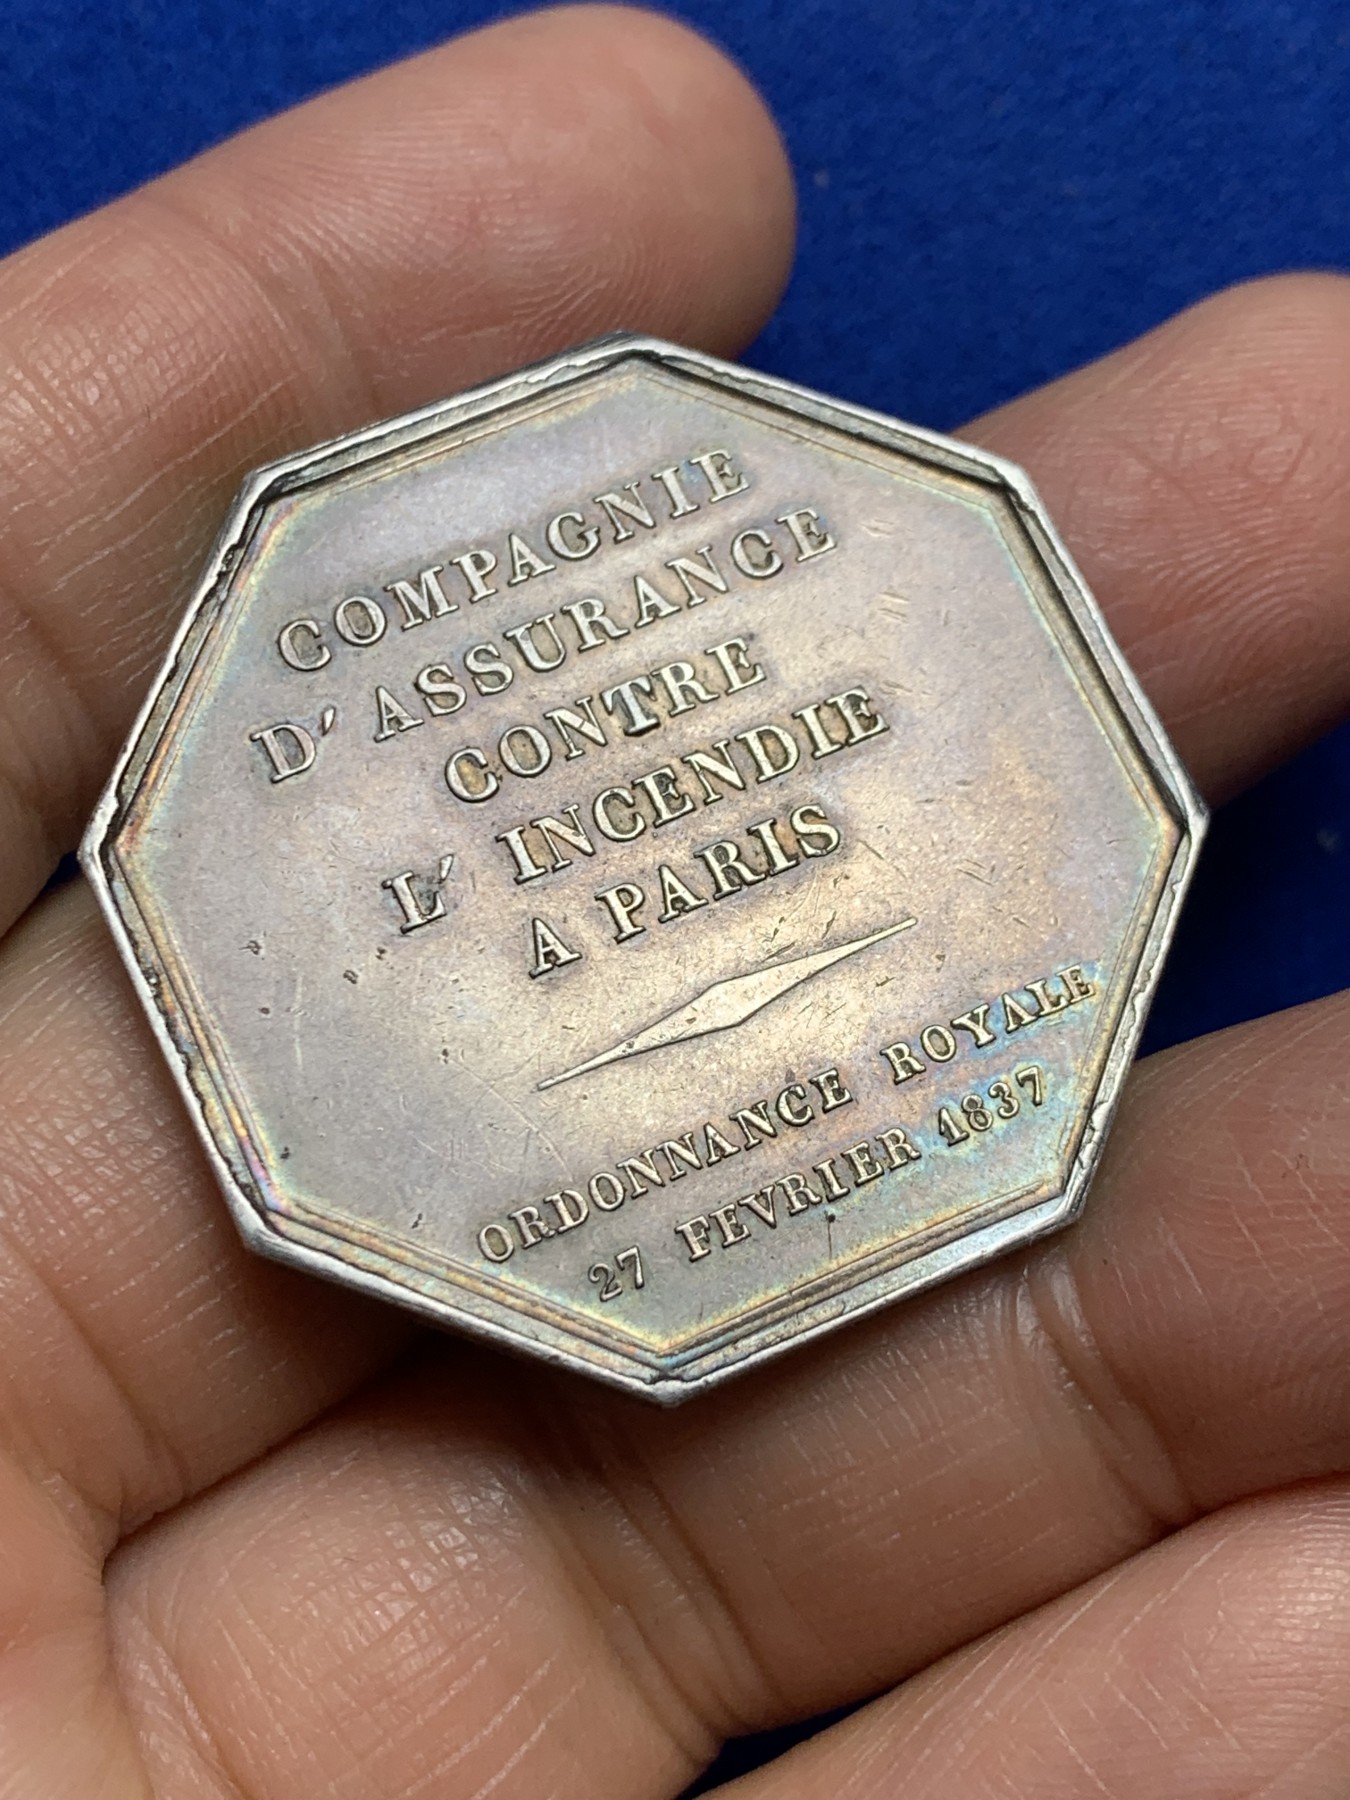 COMPAGNIE
D' ASSURANCE
CONTRE
L' INCENDIE
A PARIS
ORDONNANCE ROYALE
27 FEVRIER 1837